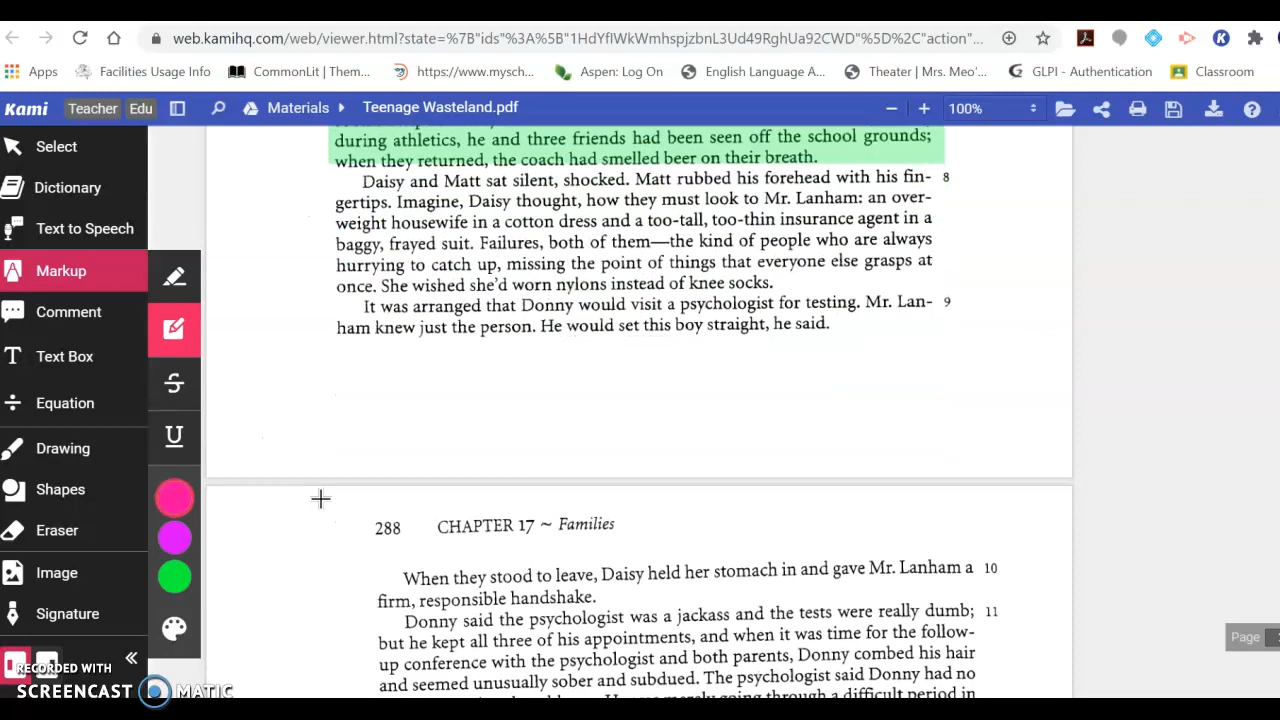 web.kamihq.com/web/viewer.html?state=%7B"ids"%3A%5B"1HdYflWkWmhspjzbnL3Ud49RghUa92CWD"%5D%2C"action"...
Apps Facilities Usage Info CommonLit | Them... https://www.mysch... Aspen: Log On English Language A... Theater | Mrs. Meo'... GLPI - Authentication Classroom
Kami Teacher Edu Materials Teenage Wasteland.pdf 100%
Select
Dictionary
Text to Speech
Markup
Comment
Text Box
Equation
Drawing
Shapes
Eraser
Image
Signature
during athletics, he and three friends had been seen off the school grounds;
when they returned, the coach had smelled beer on their breath.
Daisy and Matt sat silent, shocked. Matt rubbed his forehead with his fin- 8
gertips. Imagine, Daisy thought, how they must look to Mr. Lanham: an over-
weight housewife in a cotton dress and a too-tall, too-thin insurance agent in a
baggy, frayed suit. Failures, both of them—the kind of people who are always
hurrying to catch up, missing the point of things that everyone else grasps at
once. She wished she'd worn nylons instead of knee socks.
It was arranged that Donny would visit a psychologist for testing. Mr. Lan- 9
ham knew just the person. He would set this boy straight, he said.
288 CHAPTER 17 ~ Families
When they stood to leave, Daisy held her stomach in and gave Mr. Lanham a 10
firm, responsible handshake.
Donny said the psychologist was a jackass and the tests were really dumb; 11
but he kept all three of his appointments, and when it was time for the follow-
up conference with the psychologist and both parents, Donny combed his hair
and seemed unusually sober and subdued. The psychologist said Donny had no
going through a difficult period in
Page
RECORDED WITH
SCREENCAST MATIC